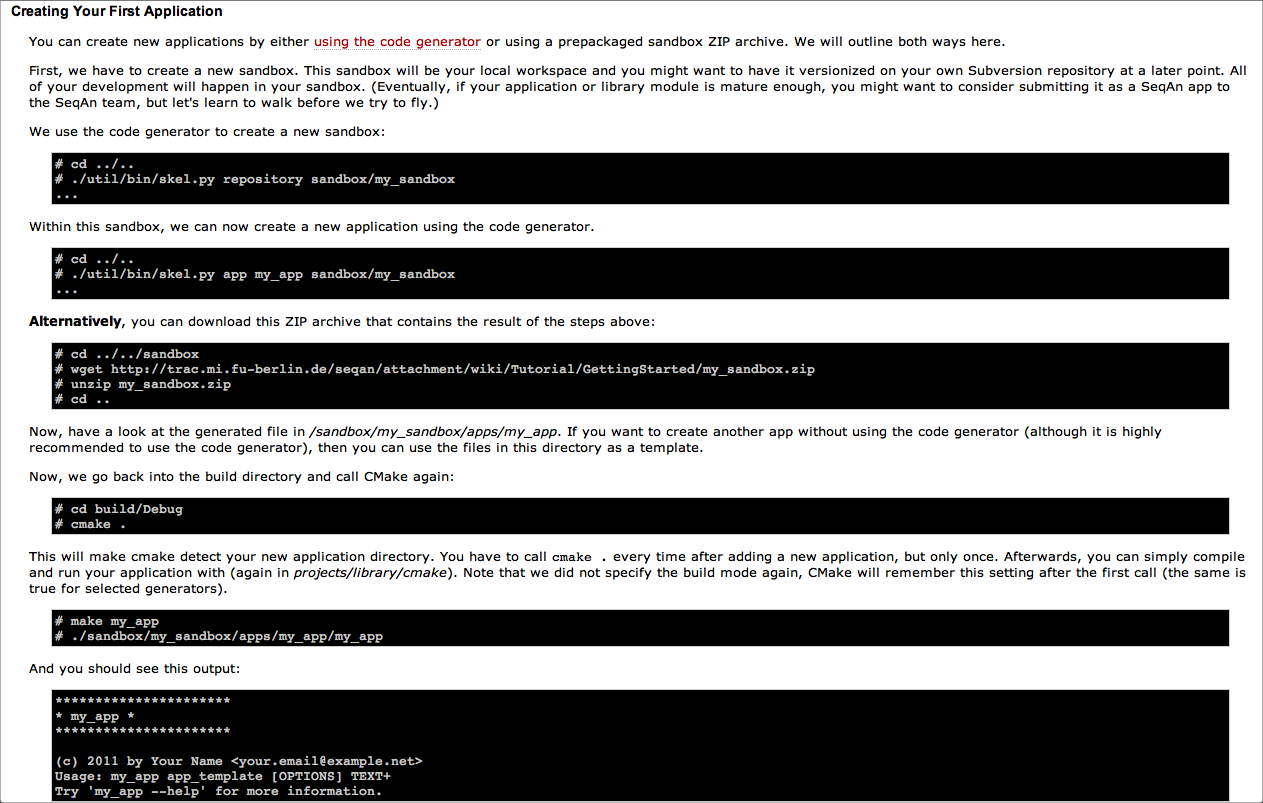 Creating Your First Application
You can create new applications by either using the code generator or using a prepackaged sandbox ZIP archive. We will outline both ways here.
First, we have to create a new sandbox. This sandbox will be your local workspace and you might want to have it versionized on your own Subversion repository at a later point. All
of your development will happen in your sandbox. (Eventually, if your application or library module is mature enough, you might want to consider submitting it as a SeqAn app to
the SeqAn team, but let's learn to walk before we try to fly.)
We use the code generator to create a new sandbox:
# cd ../..
# ./util/bin/skel.py repository sandbox/my_sandbox
...
Within this sandbox, we can now create a new application using the code generator.
# cd ../..
# ./util/bin/skel.py app my_app sandbox/my_sandbox
...
Alternatively, you can download this ZIP archive that contains the result of the steps above:
# cd ../../sandbox
# wget http://trac.mi.fu-berlin.de/seqan/attachment/wiki/Tutorial/GettingStarted/my_sandbox.zip
# unzip my_sandbox.zip
# cd ..
Now, have a look at the generated file in /sandbox/my_sandbox/apps/my_app. If you want to create another app without using the code generator (although it is highly
recommended to use the code generator), then you can use the files in this directory as a template.
Now, we go back into the build directory and call CMake again:
# cd build/Debug
# cmake .
This will make cmake detect your new application directory. You have to call cmake . every time after adding a new application, but only once. Afterwards, you can simply compile
and run your application with (again in projects/library/cmake). Note that we did not specify the build mode again, CMake will remember this setting after the first call (the same is
true for selected generators).
# make my_app
# ./sandbox/my_sandbox/apps/my_app/my_app
And you should see this output:
**********************
* my_app *
**********************
(c) 2011 by Your Name <your.email@example.net>
Usage: my_app app_template [OPTIONS] TEXT+
Try 'my_app --help' for more information.